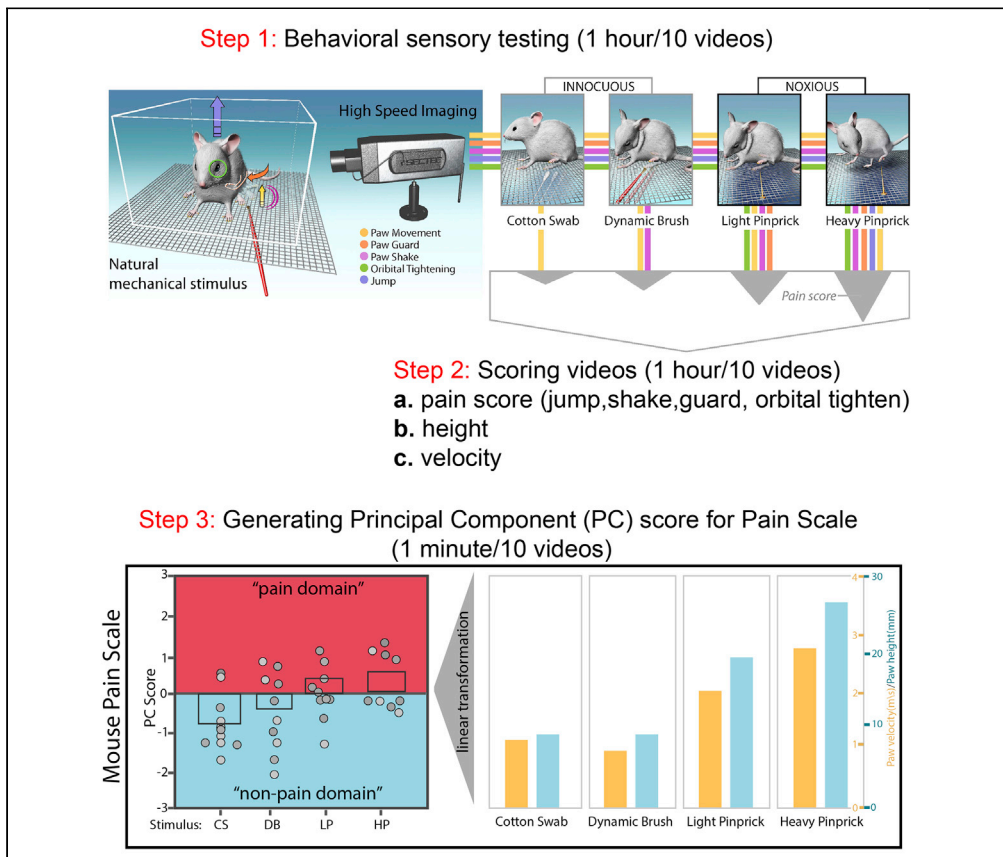 Step 1: Behavioral sensory testing (1 hour/10 videos)
High Speed Imaging
INNOCUOUS
NOXIOUS
Paw Movement
Paw Guard
Paw Shake
Oribital Tightening
Jump
Natural
mechanical stimulus
Cotton Swab
Dynamic Brush
Light Pinprick
Heavy Pinprick
Pain score
Step 2: Scoring videos (1 hour/10 videos)
a. pain score (jump,shake,guard, orbital tighten)
b. height
c. velocity
Step 3: Generating Principal Component (PC) score for Pain Scale
(1 minute/10 videos)
Mouse Pain Scale
PC Score
3
2
1
0
-1
-2
-3
"pain domain"
"non-pain domain"
Stimulus: CS DB LP HP
linear transformation
Cotton Swab
Dynamic Brush
Light Pinprick
Heavy Pinprick
4
3
2
1
0
Paw velocity(m\s)/Paw height(mm)
30
20
10
0